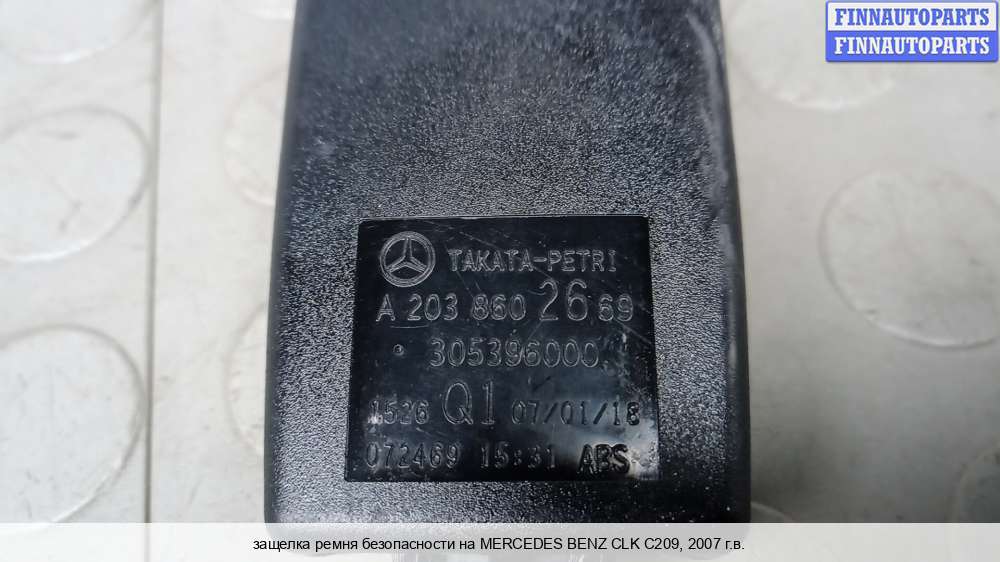 FINNAUTOPARTS
FINNAUTOPARTS
TAKATA-PETRI
A 203 860 26 69
305396000
1526 Q1 07/01/18
072469 15:31 ABS
защелка ремня безопасности на MERCEDES BENZ CLK C209, 2007 г.в.